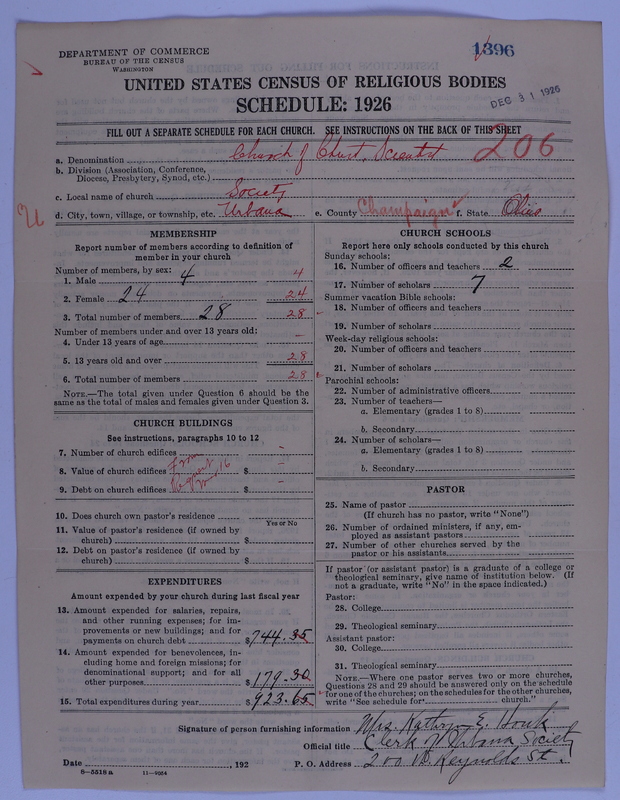 DEPARTMENT OF COMMERCE
BUREAU OF THE CENSUS
WASHINGTON
1396
UNITED STATES CENSUS OF RELIGIOUS BODIES
SCHEDULE: 1926
DEC 31 1926
FILL OUT A SEPARATE SCHEDULE FOR EACH CHURCH. SEE INSTRUCTIONS ON THE BACK OF THIS SHEET
206
a. Denomination Church of Christ, Scientist
b. Division (Association, Conference,
Diocese, Presbytery, Synod, etc.)
c. Local name of church Society
d. City, town, village, or township, etc. Urbana e. County Champaign f. State Ohio
U
MEMBERSHIP
Report number of members according to definition of
member in your church
Number of members, by sex:
1. Male 4 4
2. Female 24 24
3. Total number of members 28 28
Number of members under and over 13 years old:
4. Under 13 years of age –
5. 13 years old and over 28
6. Total number of members 28
NOTE.—The total given under Question 6 should be the
same as the total of males and females given under Question 3.
CHURCH BUILDINGS
See instructions, paragraphs 10 to 12
7. Number of church edifices –
8. Value of church edifices From $ –
9. Debt on church edifices Report $ –
10. Does church own pastor's residence
Yes or No
11. Value of pastor's residence (if owned by
church) $
12. Debt on pastor's residence (if owned by
church) $
EXPENDITURES
Amount expended by your church during last fiscal year
13. Amount expended for salaries, repairs,
and other running expenses; for im-
provements or new buildings; and for
payments on church debt $744.35
14. Amount expended for benevolences, in-
cluding home and foreign missions; for
denominational support; and for all
other purposes $179.30
15. Total expenditures during year $923.65
CHURCH SCHOOLS
Report here only schools conducted by this church
Sunday schools:
16. Number of officers and teachers 2
17. Number of scholars 7
Summer vacation Bible schools:
18. Number of officers and teachers
19. Number of scholars
Week-day religious schools:
20. Number of officers and teachers
21. Number of scholars
Parochial schools:
22. Number of administrative officers
23. Number of teachers—
a. Elementary (grades 1 to 8)
b. Secondary
24. Number of scholars—
a. Elementary (grades 1 to 8)
b. Secondary
PASTOR
25. Name of pastor
(If church has no pastor, write "None")
26. Number of ordained ministers, if any, em-
ployed as assistant pastors
27. Number of other churches served by the
pastor or his assistants
If pastor (or assistant pastor) is a graduate of a college or
theological seminary, give name of institution below. (If
not a graduate, write "No" in the space indicated.)
Pastor:
28. College
29. Theological seminary
Assistant pastor:
30. College
31. Theological seminary
NOTE.—Where one pastor serves two or more churches,
Questions 28 and 29 should be answered only on the schedule
for one of the churches; on the schedules for the other churches,
write "See schedule for church."
Signature of person furnishing information Mrs. Kathryn E. Houk
Official title Clerk of Urbana Society
Date , 192 P. O. Address 200 W. Reynolds St.
8—5518a 11—9054